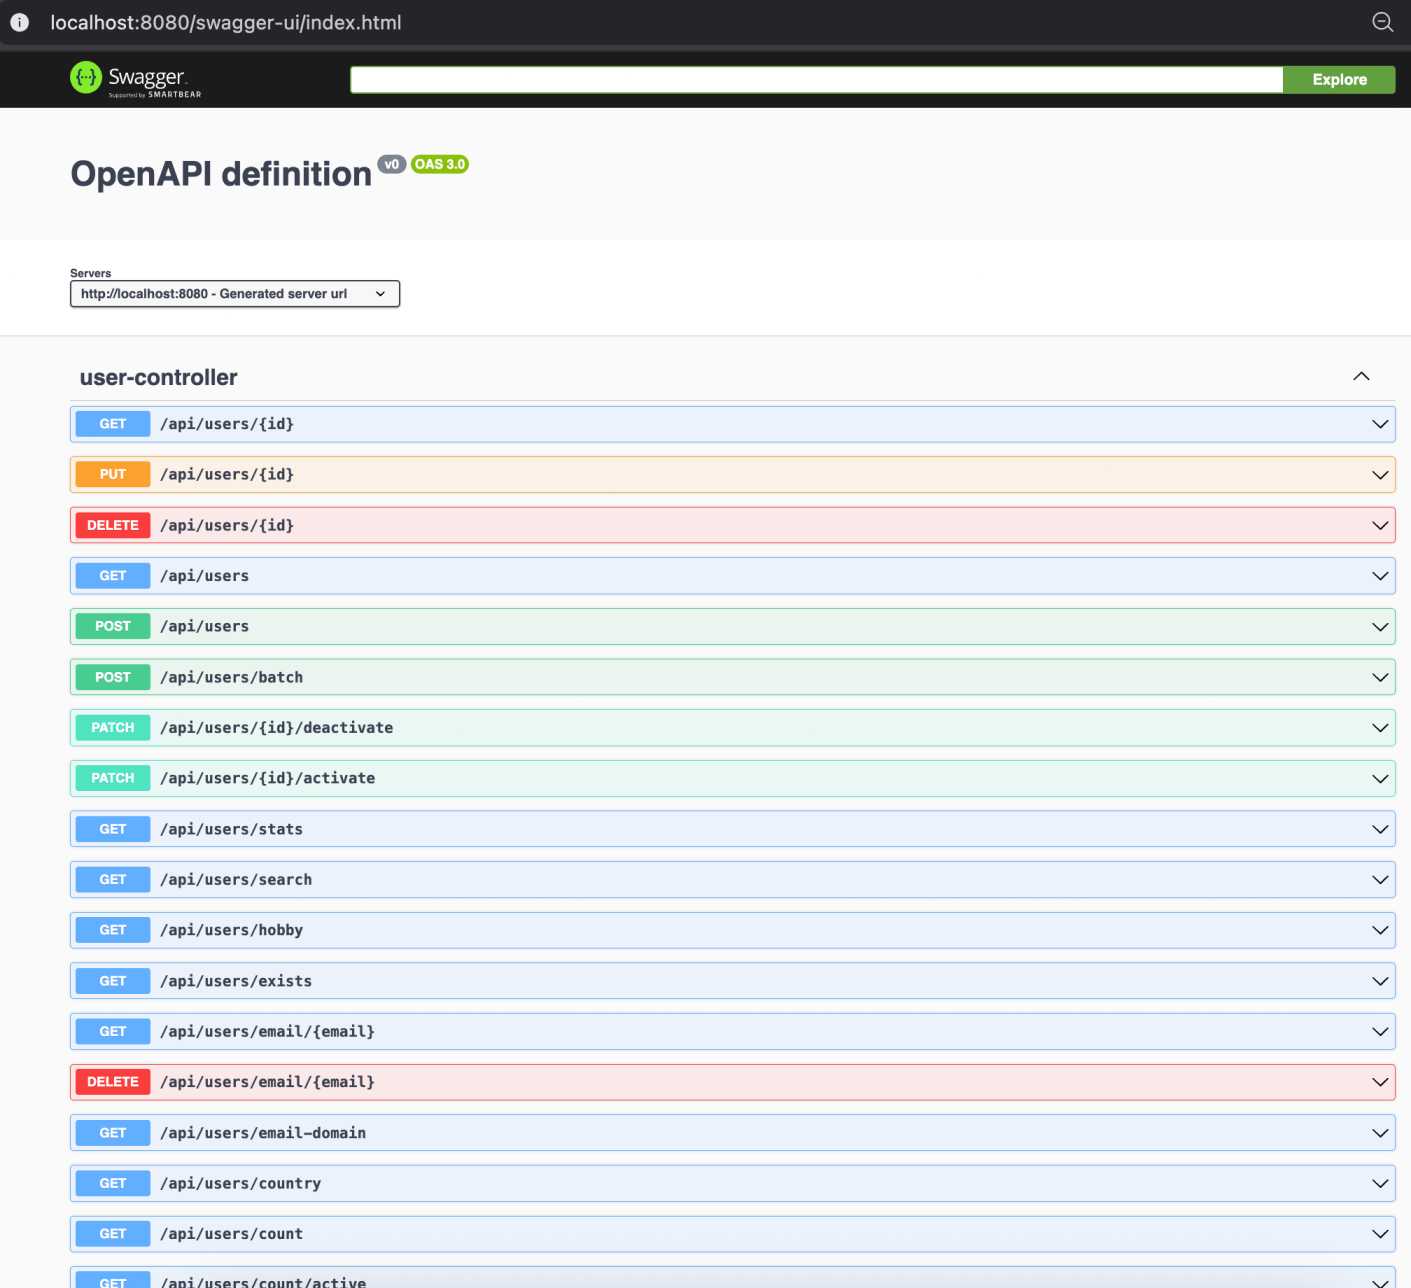 localhost:8080/swagger-ui/index.html
Swagger.
Supported by SMARTBEAR
Explore
OpenAPI definition v0 OAS 3.0
Servers
http://localhost:8080 - Generated server url
user-controller
GET /api/users/{id}
PUT /api/users/{id}
DELETE /api/users/{id}
GET /api/users
POST /api/users
POST /api/users/batch
PATCH /api/users/{id}/deactivate
PATCH /api/users/{id}/activate
GET /api/users/stats
GET /api/users/search
GET /api/users/hobby
GET /api/users/exists
GET /api/users/email/{email}
DELETE /api/users/email/{email}
GET /api/users/email-domain
GET /api/users/country
GET /api/users/count
GET /api/users/count/active